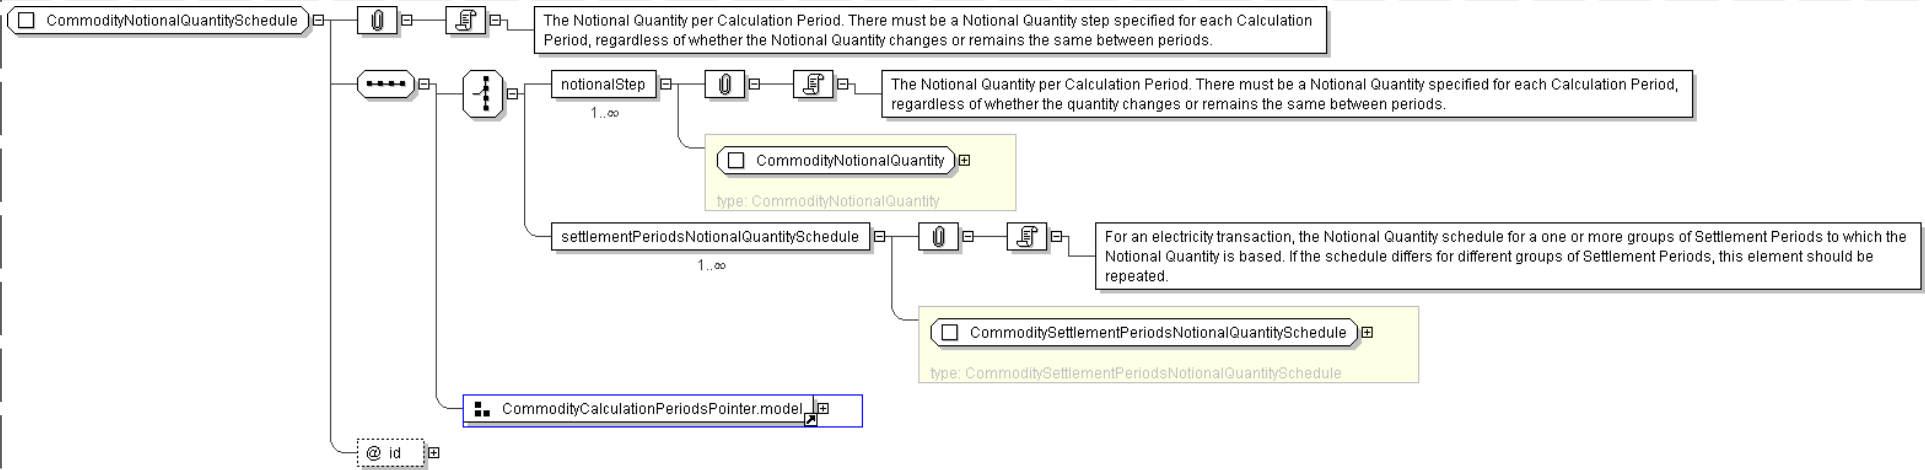 CommodityNotionalQuantitySchedule
The Notional Quantity per Calculation Period. There must be a Notional Quantity step specified for each Calculation
Period, regardless of whether the Notional Quantity changes or remains the same between periods.
notionalStep
1..∞
The Notional Quantity per Calculation Period. There must be a Notional Quantity specified for each Calculation Period,
regardless of whether the quantity changes or remains the same between periods.
CommodityNotionalQuantity
type: CommodityNotionalQuantity
settlementPeriodsNotionalQuantitySchedule
1..∞
For an electricity transaction, the Notional Quantity schedule for a one or more groups of Settlement Periods to which the
Notional Quantity is based. If the schedule differs for different groups of Settlement Periods, this element should be
repeated.
CommoditySettlementPeriodsNotionalQuantitySchedule
type: CommoditySettlementPeriodsNotionalQuantitySchedule
CommodityCalculationPeriodsPointer.model
@ id